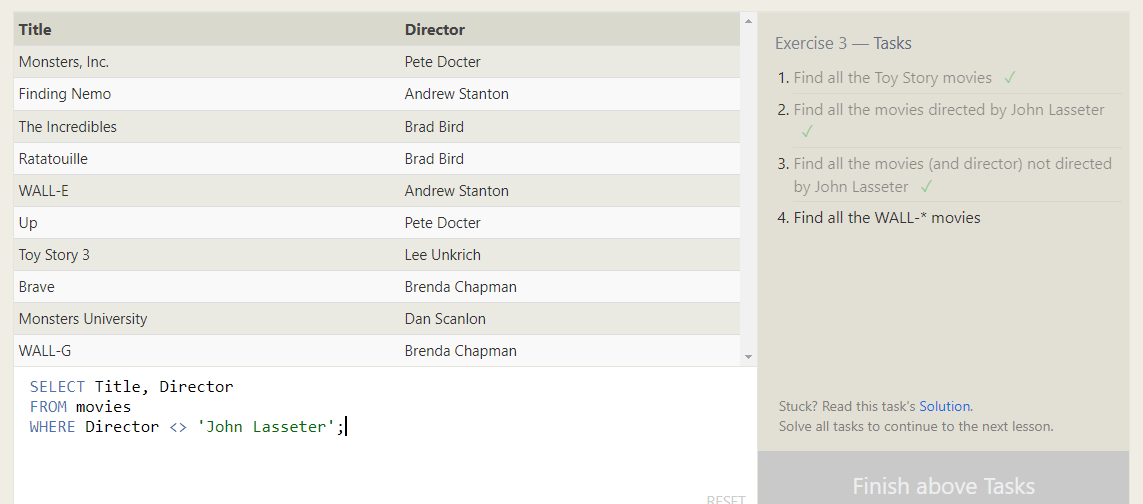 Title Director
Monsters, Inc. Pete Docter
Finding Nemo Andrew Stanton
The Incredibles Brad Bird
Ratatouille Brad Bird
WALL-E Andrew Stanton
Up Pete Docter
Toy Story 3 Lee Unkrich
Brave Brenda Chapman
Monsters University Dan Scanlon
WALL-G Brenda Chapman
SELECT Title, Director
FROM movies
WHERE Director <> 'John Lasseter';
RESET
Exercise 3 — Tasks
1. Find all the Toy Story movies ✓
2. Find all the movies directed by John Lasseter
✓
3. Find all the movies (and director) not directed
by John Lasseter ✓
4. Find all the WALL-* movies
Stuck? Read this task's Solution.
Solve all tasks to continue to the next lesson.
Finish above Tasks